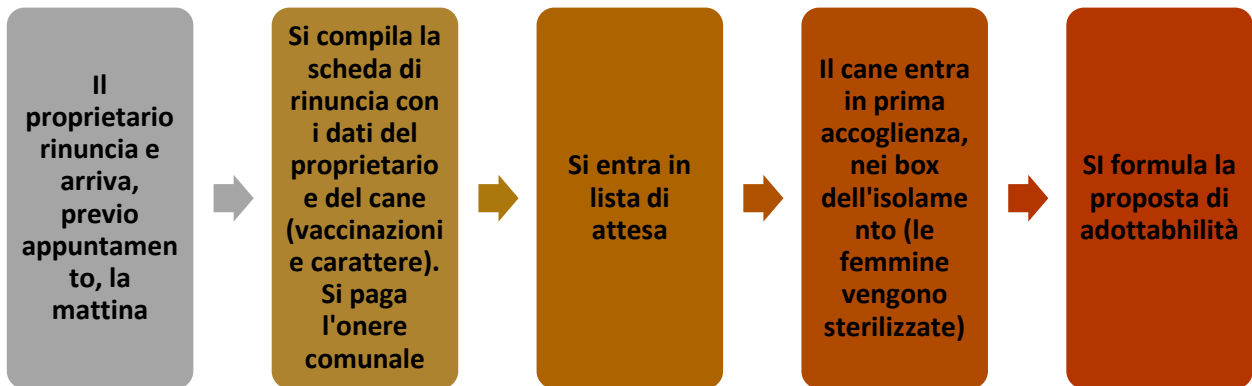 Il
proprietario
rinuncia e
arriva,
previo
appuntamen
to, la
mattina
Si compila la
scheda di
rinuncia con
i dati del
proprietario
e del cane
(vaccinazioni
e carattere).
Si paga
l'onere
comunale
Si entra in
lista di
attesa
Il cane entra
in prima
accoglienza,
nei box
dell'isolame
nto (le
femmine
vengono
sterilizzate)
SI formula la
proposta di
adottabhilità